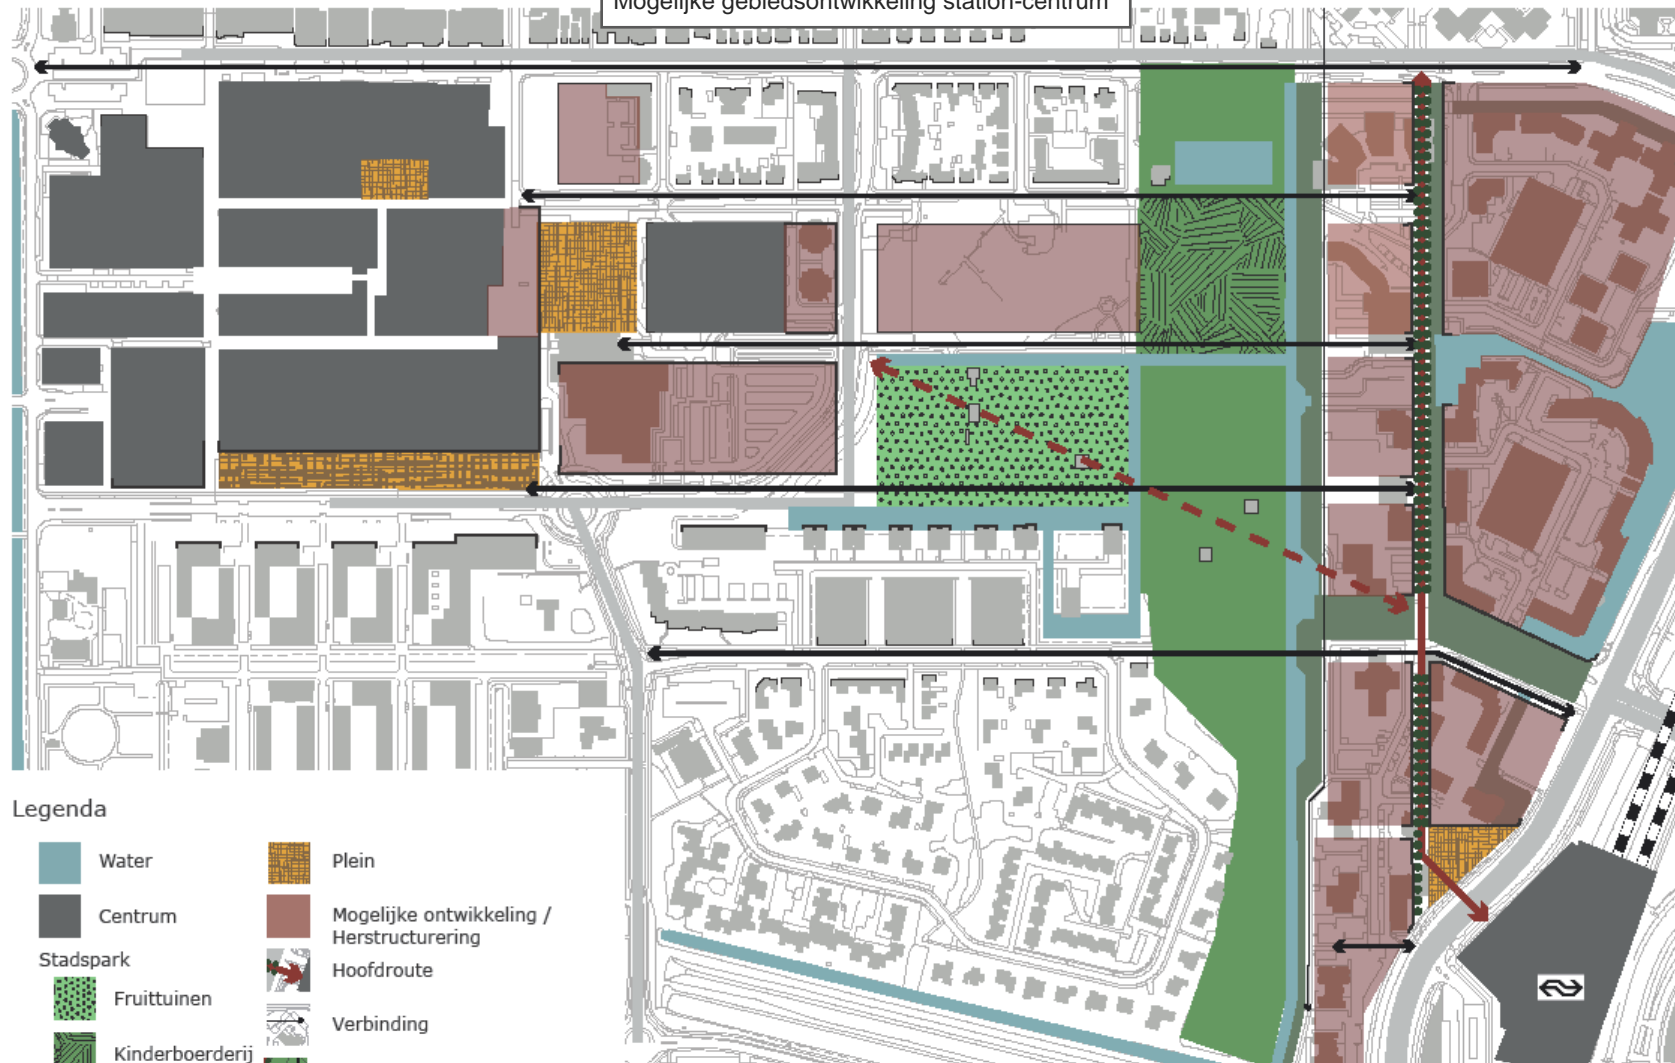 Mogelijke gebiedsontwikkeling station-centrum
Legenda
Water
Centrum
Stadspark
Fruittuinen
Kinderboerderij
Plein
Mogelijke ontwikkeling /
Herstructurering
Hoofdroute
Verbinding